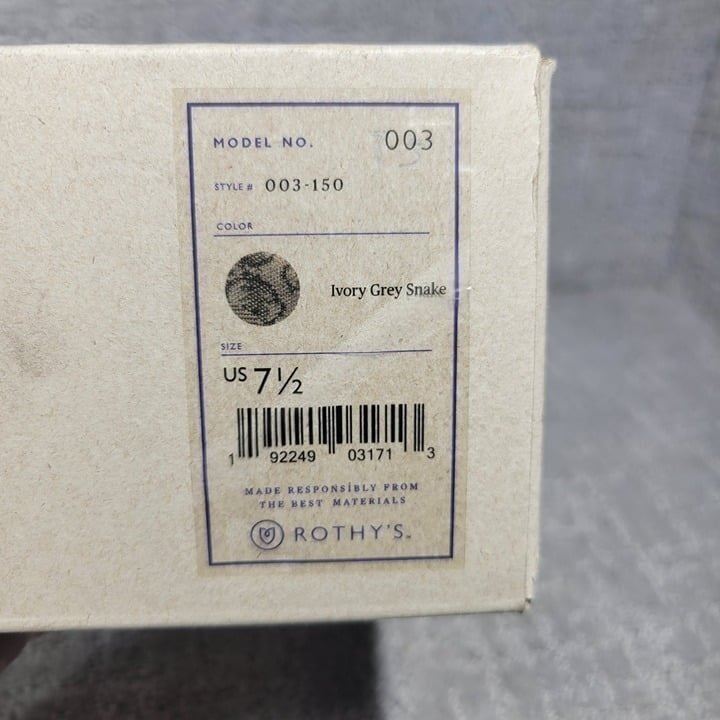 MODEL NO. 003
STYLE # 003-150
COLOR
Ivory Grey Snake
SIZE
US 7½
1 92249 03171 3
MADE RESPONSIBLY FROM
THE BEST MATERIALS
ROTHY'S™